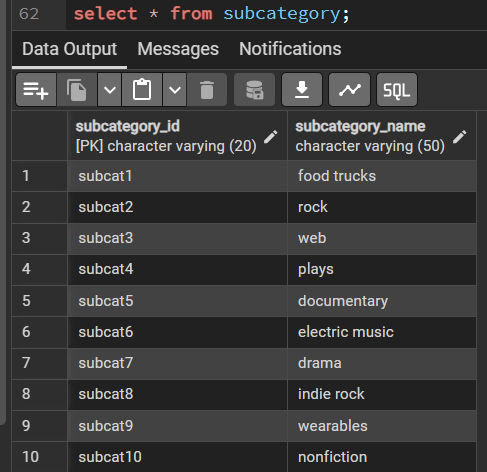 62 select * from subcategory;
Data Output Messages Notifications
SQL
subcategory_id subcategory_name
[PK] character varying (20) character varying (50)
1 subcat1 food trucks
2 subcat2 rock
3 subcat3 web
4 subcat4 plays
5 subcat5 documentary
6 subcat6 electric music
7 subcat7 drama
8 subcat8 indie rock
9 subcat9 wearables
10 subcat10 nonfiction